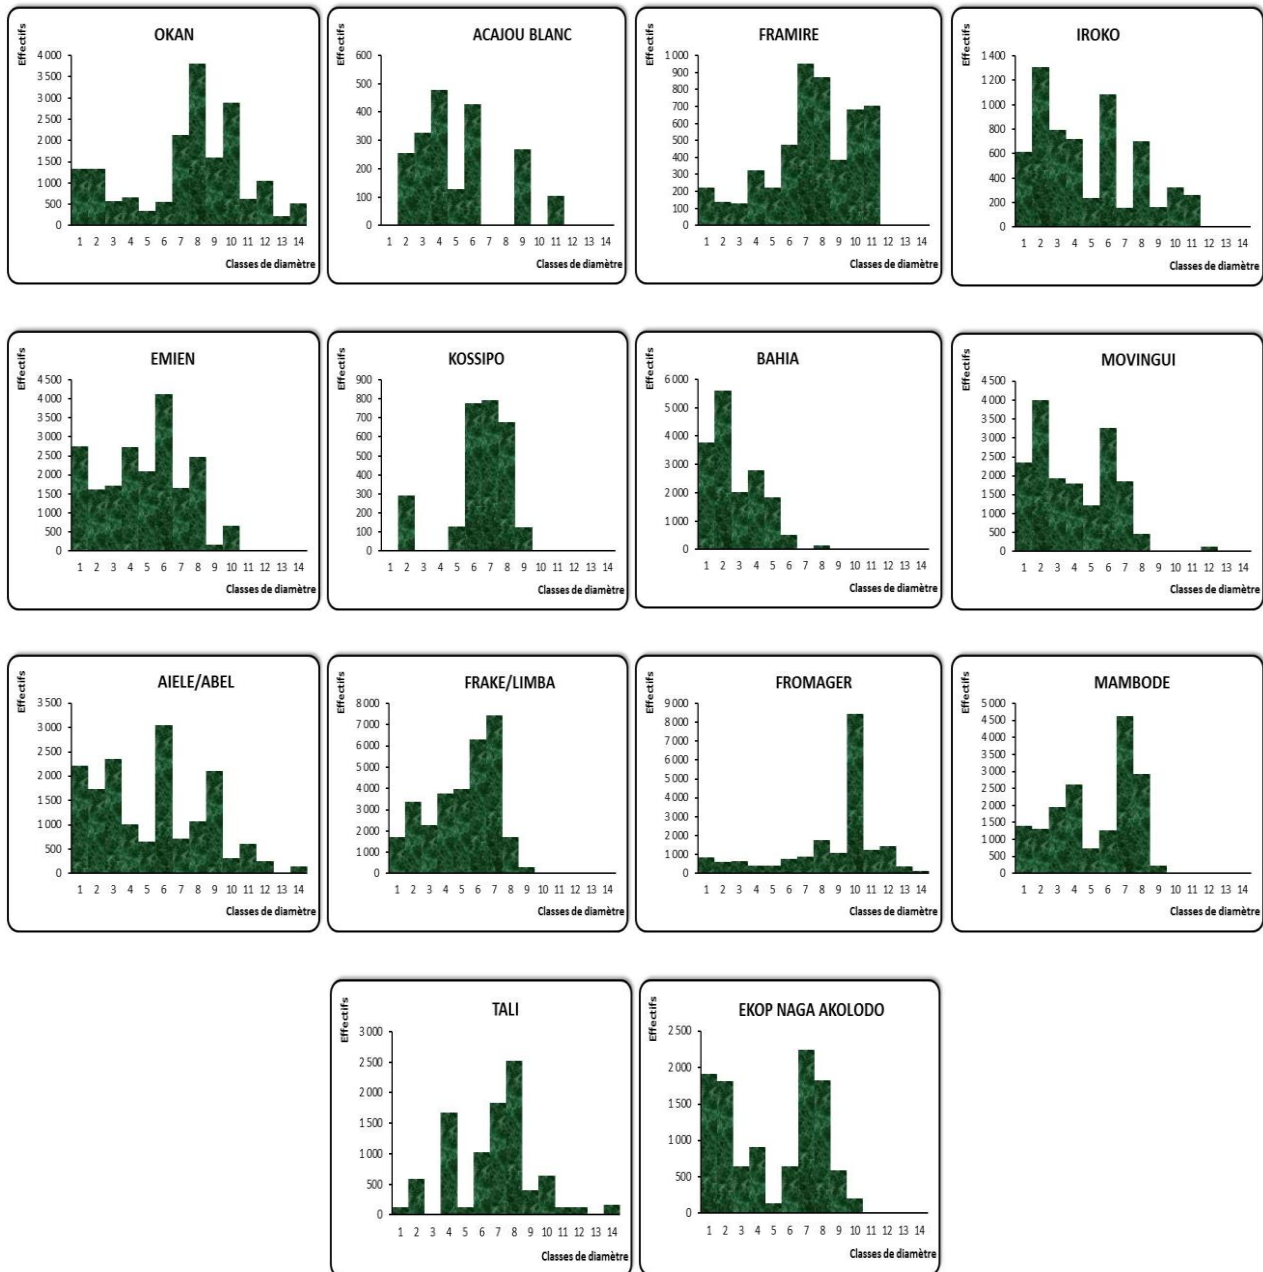 OKAN
Effectifs
4 000
3 500
3 000
2 500
2 000
1 500
1 000
500
0
1 2 3 4 5 6 7 8 9 10 11 12 13 14
Classes de diamètre
ACAJOU BLANC
Effectifs
600
500
400
300
200
100
0
1 2 3 4 5 6 7 8 9 10 11 12 13 14
Classes de diamètre
FRAMIRE
Effectifs
1 000
900
800
700
600
500
400
300
200
100
0
1 2 3 4 5 6 7 8 9 10 11 12 13 14
Classes de diamètre
IROKO
Effectifs
1 400
1 200
1 000
800
600
400
200
0
1 2 3 4 5 6 7 8 9 10 11 12 13 14
Classes de diamètre
EMIEN
Effectifs
4 500
4 000
3 500
3 000
2 500
2 000
1 500
1 000
500
0
1 2 3 4 5 6 7 8 9 10 11 12 13 14
Classes de diamètre
KOSSIPO
Effectifs
900
800
700
600
500
400
300
200
100
0
1 2 3 4 5 6 7 8 9 10 11 12 13 14
Classes de diamètre
BAHIA
Effectifs
6 000
5 000
4 000
3 000
2 000
1 000
0
1 2 3 4 5 6 7 8 9 10 11 12 13 14
Classes de diamètre
MOVINGUI
Effectifs
4 500
4 000
3 500
3 000
2 500
2 000
1 500
1 000
500
0
1 2 3 4 5 6 7 8 9 10 11 12 13 14
Classes de diamètre
AIELE/ABEL
Effectifs
3 500
3 000
2 500
2 000
1 500
1 000
500
0
1 2 3 4 5 6 7 8 9 10 11 12 13 14
Classes de diamètre
FRAKE/LIMBA
Effectifs
8 000
7 000
6 000
5 000
4 000
3 000
2 000
1 000
0
1 2 3 4 5 6 7 8 9 10 11 12 13 14
Classes de diamètre
FROMAGER
Effectifs
9 000
8 000
7 000
6 000
5 000
4 000
3 000
2 000
1 000
0
1 2 3 4 5 6 7 8 9 10 11 12 13 14
Classes de diamètre
MAMBODE
Effectifs
5 000
4 500
4 000
3 500
3 000
2 500
2 000
1 500
1 000
500
0
1 2 3 4 5 6 7 8 9 10 11 12 13 14
Classes de diamètre
TALI
Effectifs
3 000
2 500
2 000
1 500
1 000
500
0
1 2 3 4 5 6 7 8 9 10 11 12 13 14
Classes de diamètre
EKOP NAGA AKOLODO
Effectifs
2 500
2 000
1 500
1 000
500
0
1 2 3 4 5 6 7 8 9 10 11 12 13 14
Classes de diamètre